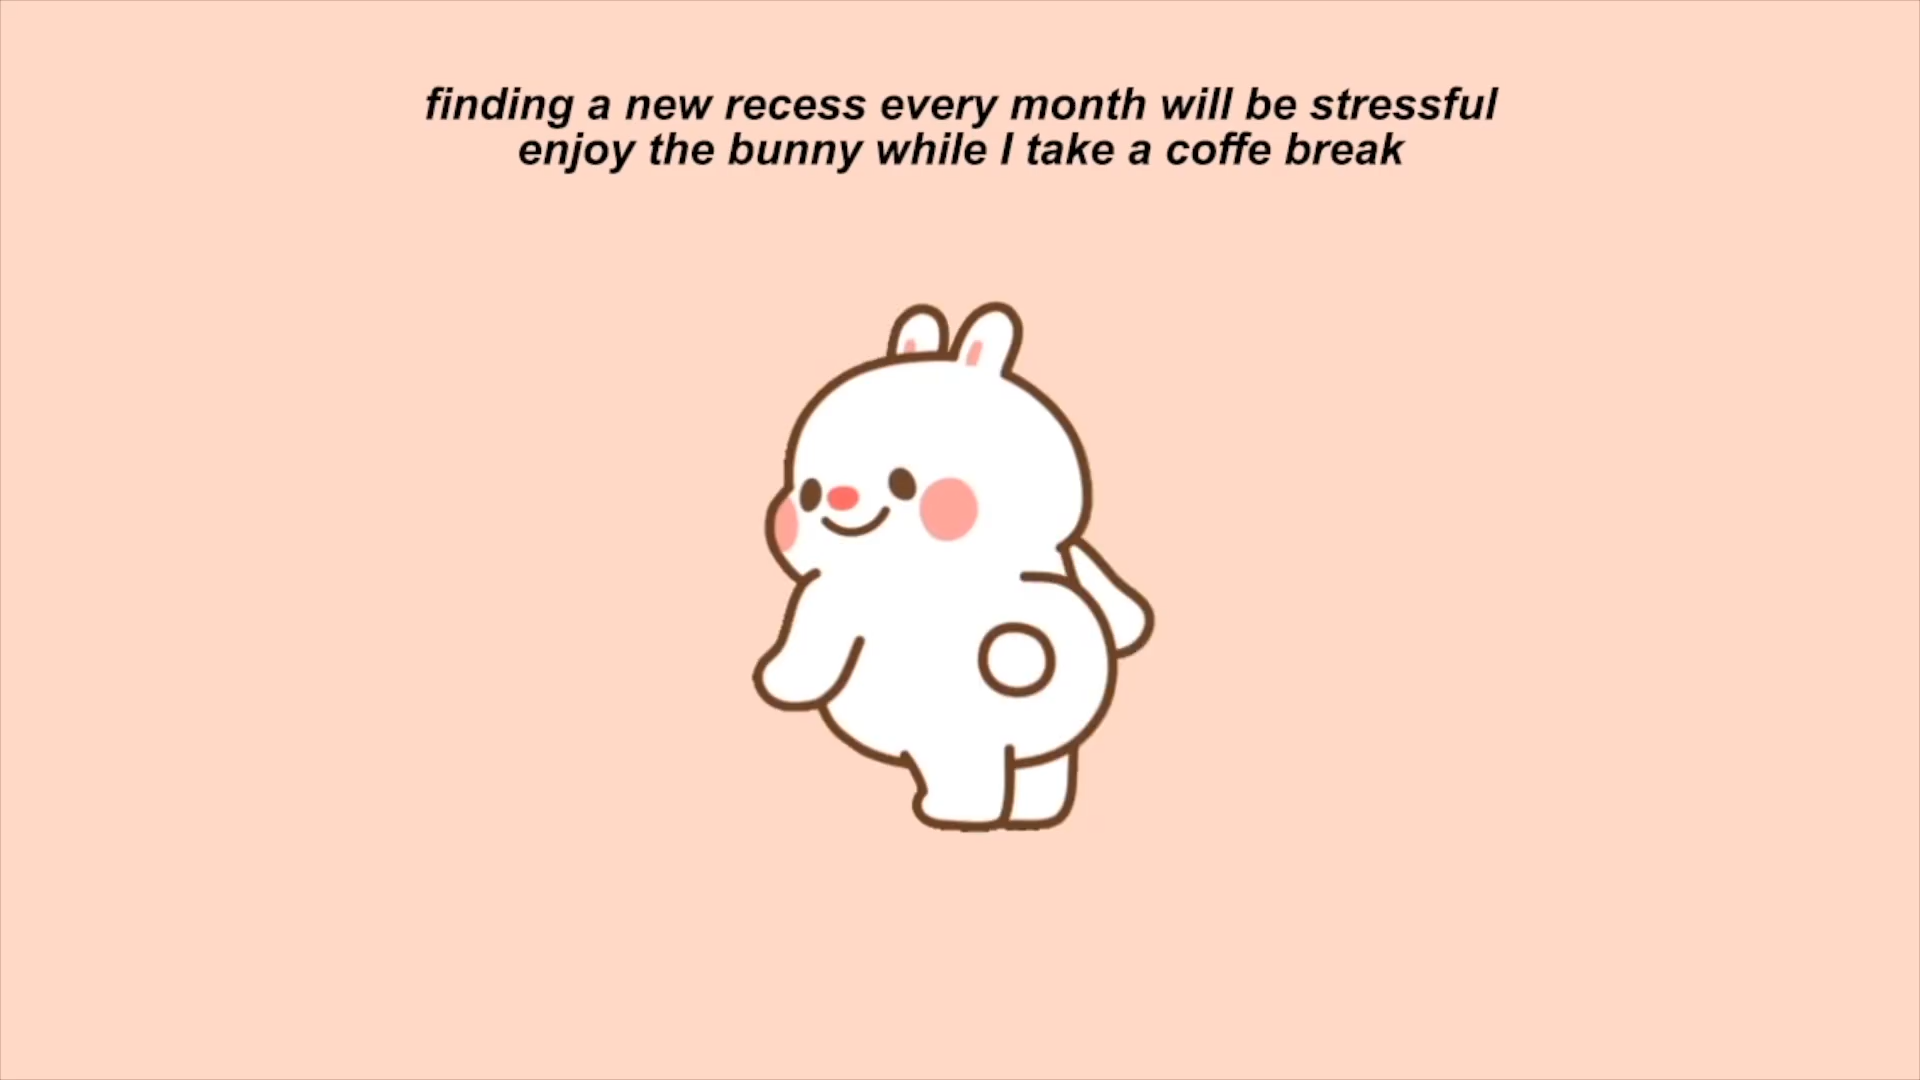 finding a new recess every month will be stressful
enjoy the bunny while I take a coffe break